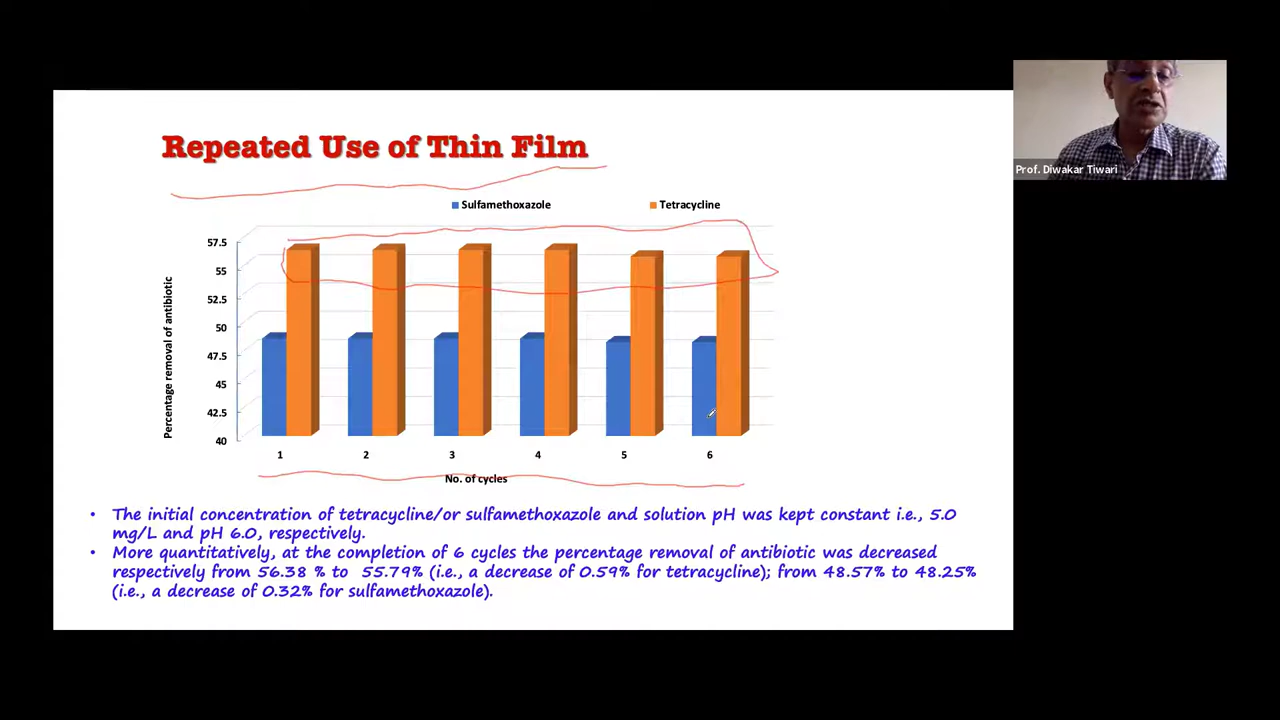 Repeated Use of Thin Film
Prof. Diwakar Tiwari
Sulfamethoxazole Tetracycline
Percentage removal of antibiotic
57.5
55
52.5
50
47.5
45
42.5
40
1 2 3 4 5 6
No. of cycles
• The initial concentration of tetracycline/or sulfamethoxazole and solution pH was kept constant i.e., 5.0
mg/L and pH 6.0, respectively.
• More quantitatively, at the completion of 6 cycles the percentage removal of antibiotic was decreased
respectively from 56.38 % to 55.79% (i.e., a decrease of 0.59% for tetracycline); from 48.57% to 48.25%
(i.e., a decrease of 0.32% for sulfamethoxazole).